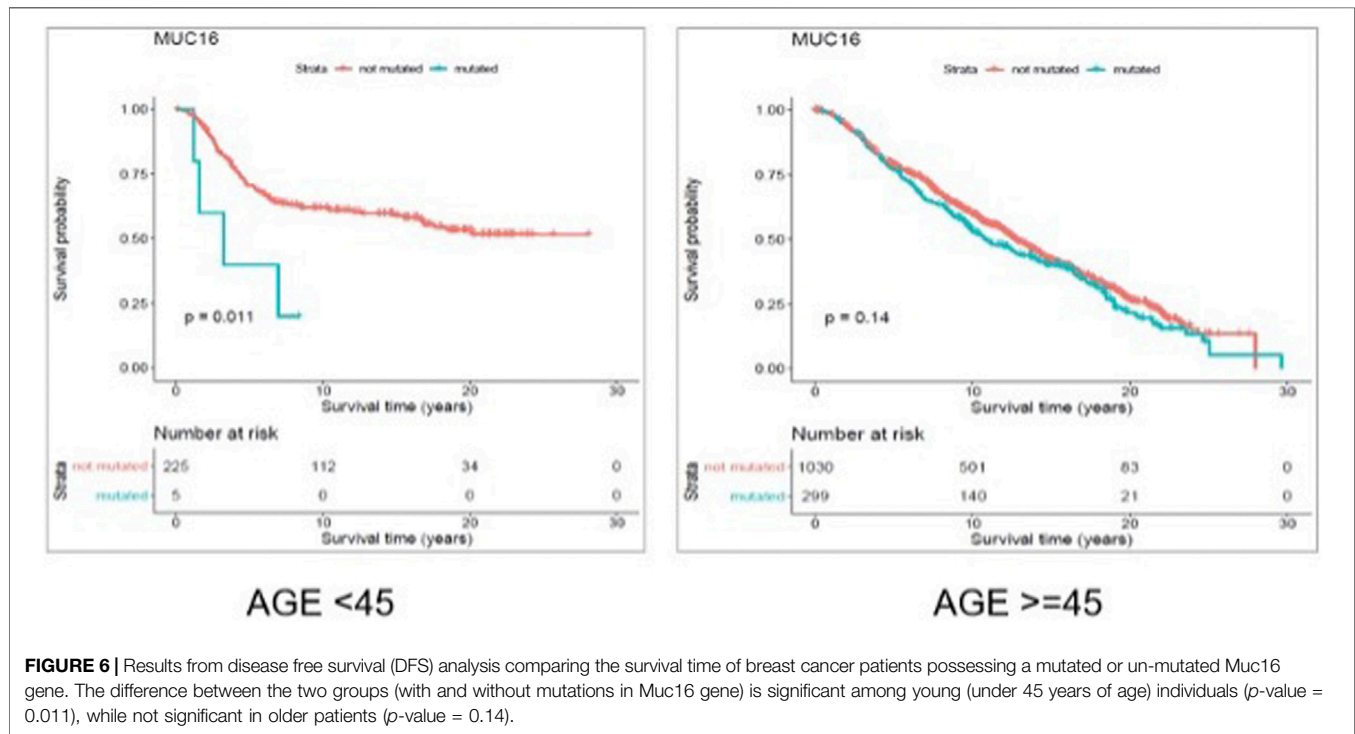 MUC16
Strata not mutated mutated
1.00
0.75
0.50
0.25
0.00
Survival probability
p = 0.011
0 10 20 30
Survival time (years)
Number at risk
Strata
not mutated 225 112 34 0
mutated 5 0 0 0
0 10 20 30
Survival time (years)
AGE <45
MUC16
Strata not mutated mutated
1.00
0.75
0.50
0.25
0.00
Survival probability
p = 0.14
0 10 20 30
Survival time (years)
Number at risk
Strata
not mutated 1030 501 83 0
mutated 299 140 21 0
0 10 20 30
Survival time (years)
AGE >=45
FIGURE 6 | Results from disease free survival (DFS) analysis comparing the survival time of breast cancer patients possessing a mutated or un-mutated Muc16
gene. The difference between the two groups (with and without mutations in Muc16 gene) is significant among young (under 45 years of age) individuals (p-value =
0.011), while not significant in older patients (p-value = 0.14).